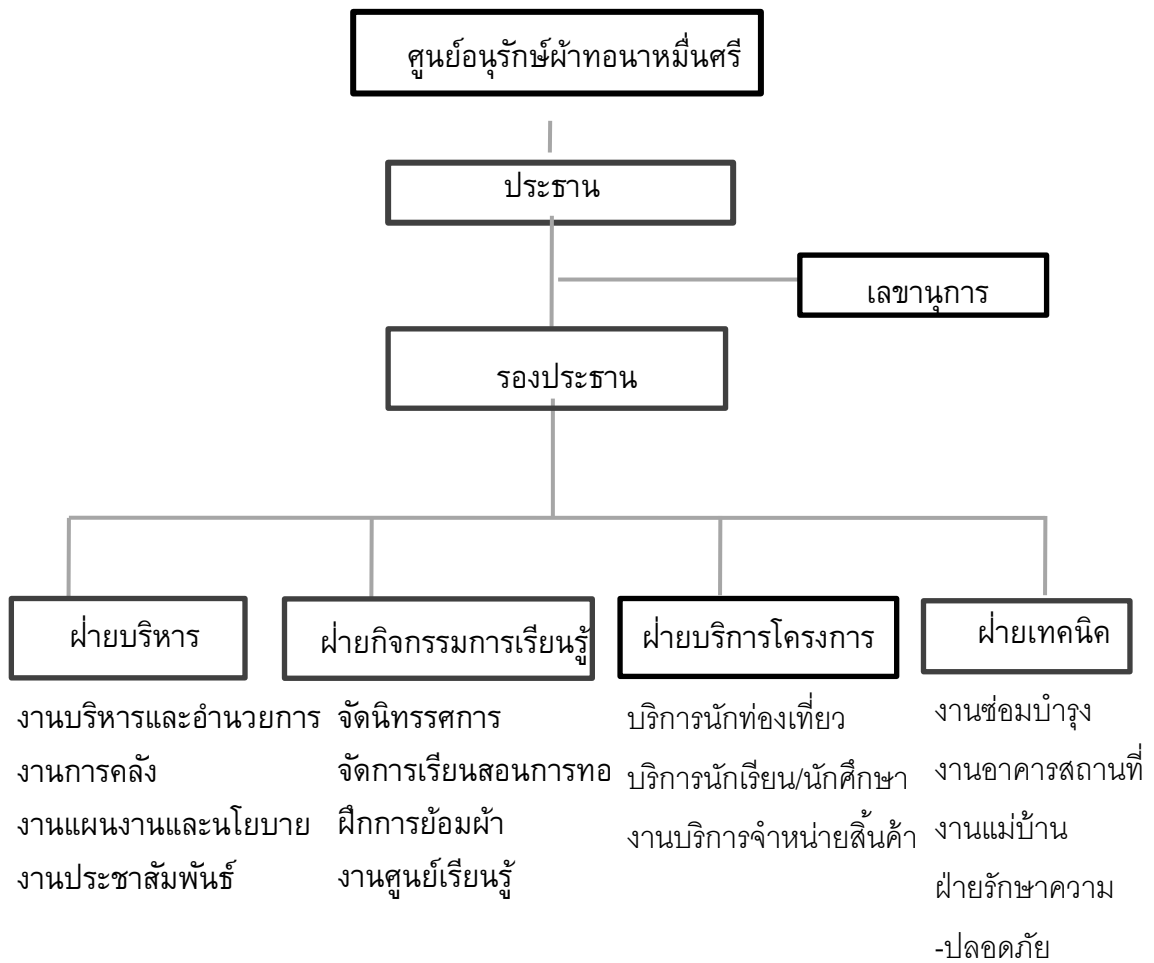 ศูนย์อนุรักษ์ผ้าทอนาหมื่นศรี
ประธาน
เลขานุการ
รองประธาน
ฝ่ายบริหาร
งานบริหารและอำนวยการ
งานการคลัง
งานแผนงานและนโยบาย
งานประชาสัมพันธ์
ฝ่ายกิจกรรมการเรียนรู้
จัดนิทรรศการ
จัดการเรียนสอนการทอ
ฝึกการย้อมผ้า
งานศูนย์เรียนรู้
ฝ่ายบริการโครงการ
บริการนักท่องเที่ยว
บริการนักเรียน/นักศึกษา
งานบริการจำหน่ายสิ้นค้า
ฝ่ายเทคนิค
งานซ่อมบำรุง
งานอาคารสถานที่
งานแม่บ้าน
ฝ่ายรักษาความ
-ปลอดภัย